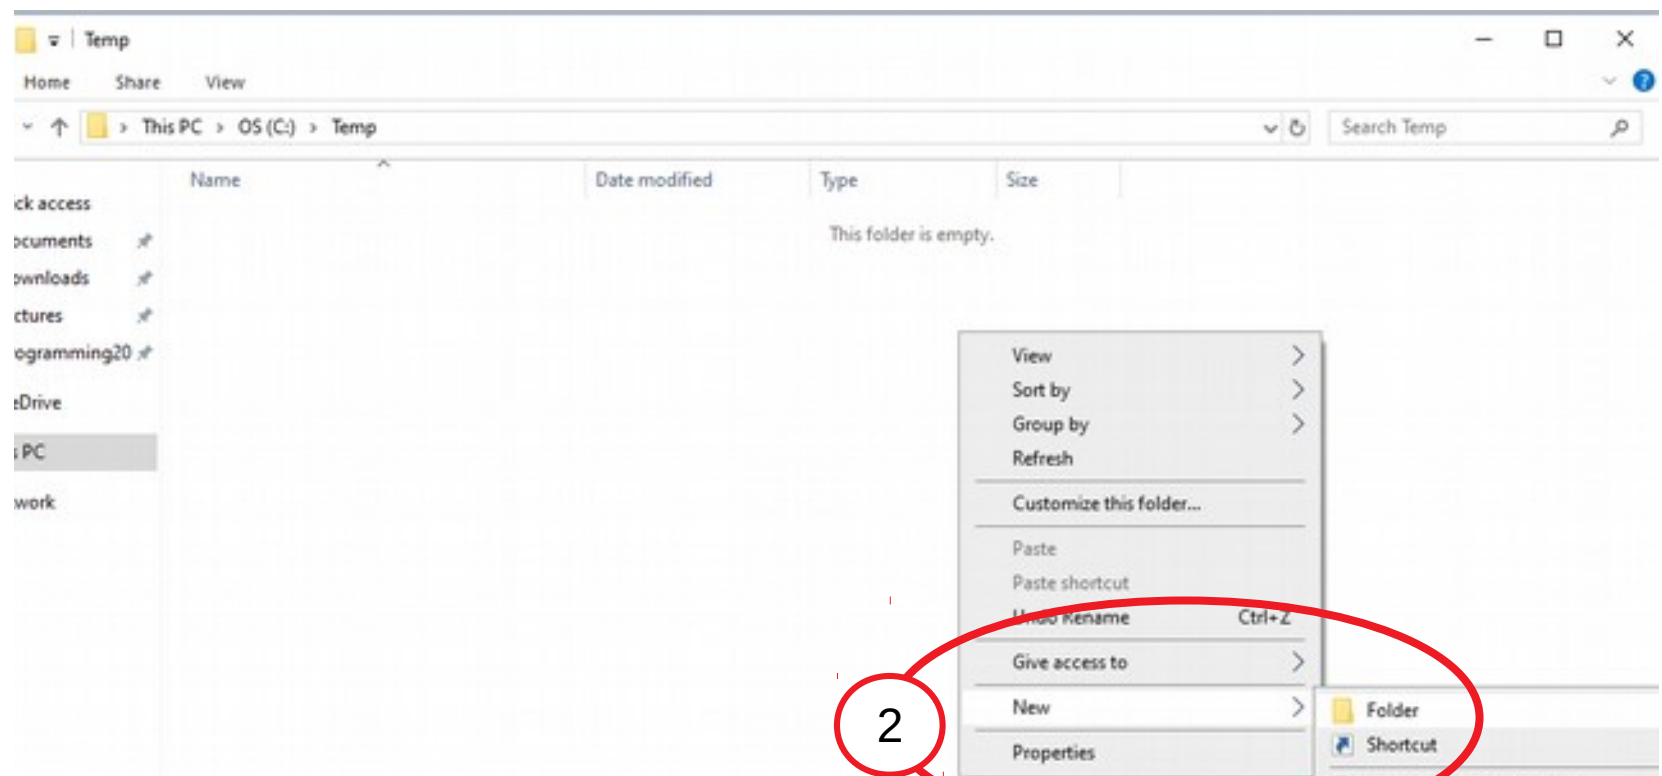 Temp
Home Share View
This PC > OS (C:) > Temp
Search Temp
Name Date modified Type Size
ck access
ocuments
ownloads
ctures
ogramming20
eDrive
s PC
work
This folder is empty.
View
Sort by
Group by
Refresh
Customize this folder...
Paste
Paste shortcut
Undo Rename Ctrl+Z
Give access to
New
Properties
Folder
Shortcut
2